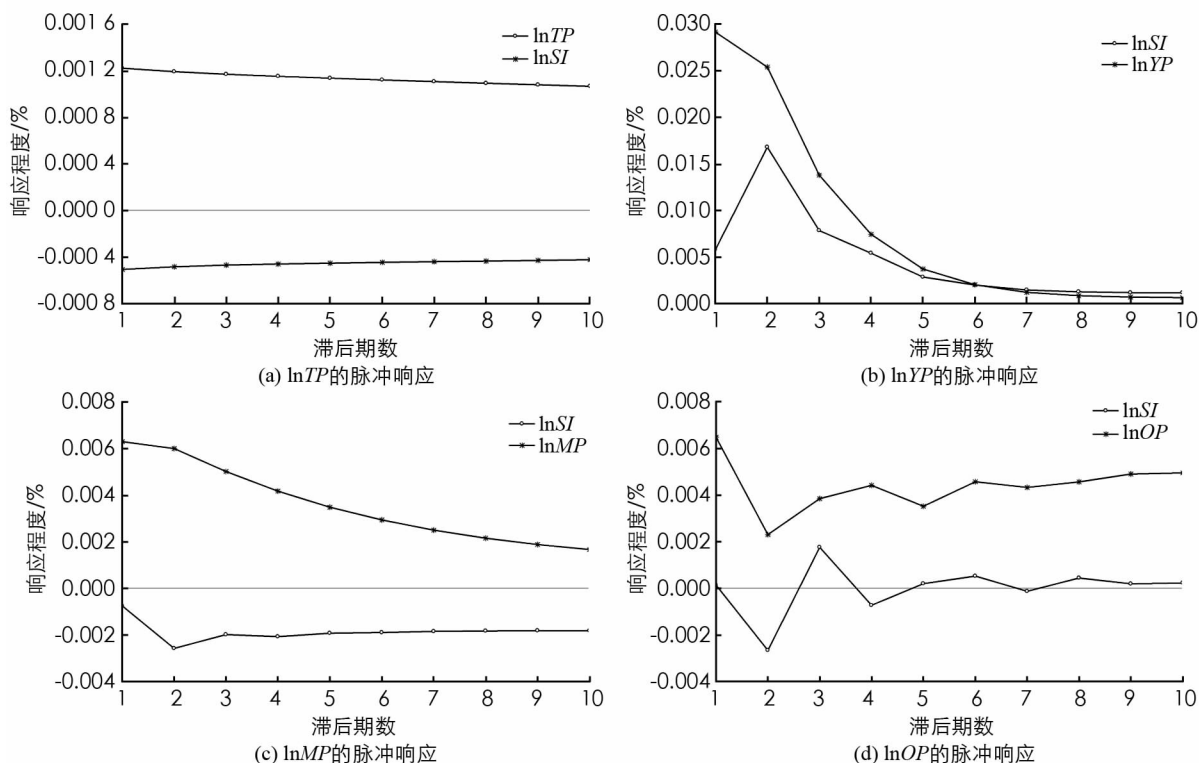 0.001 6
0.001 2
0.000 8
0.000 4
0.000 0
-0.000 4
-0.000 8
响应程度/%
lnTP
lnSI
1 2 3 4 5 6 7 8 9 10
滞后期数
(a) lnTP的脉冲响应
0.030
0.025
0.020
0.015
0.010
0.005
0.000
响应程度/%
lnSI
lnYP
1 2 3 4 5 6 7 8 9 10
滞后期数
(b) lnYP的脉冲响应
0.008
0.006
0.004
0.002
0.000
-0.002
-0.004
响应程度/%
lnSI
lnMP
1 2 3 4 5 6 7 8 9 10
滞后期数
(c) lnMP的脉冲响应
0.008
0.006
0.004
0.002
0.000
-0.002
-0.004
响应程度/%
lnSI
lnOP
1 2 3 4 5 6 7 8 9 10
滞后期数
(d) lnOP的脉冲响应